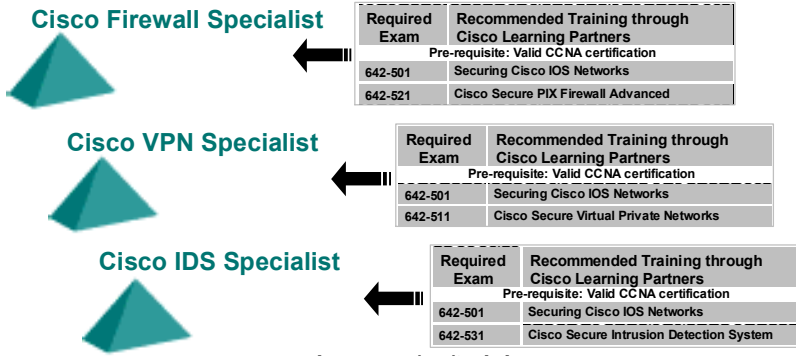 Cisco Firewall Specialist
Required Exam Recommended Training through Cisco Learning Partners
Pre-requisite: Valid CCNA certification
642-501 Securing Cisco IOS Networks
642-521 Cisco Secure PIX Firewall Advanced
Cisco VPN Specialist
Required Exam Recommended Training through Cisco Learning Partners
Pre-requisite: Valid CCNA certification
642-501 Securing Cisco IOS Networks
642-511 Cisco Secure Virtual Private Networks
Cisco IDS Specialist
Required Exam Recommended Training through Cisco Learning Partners
Pre-requisite: Valid CCNA certification
642-501 Securing Cisco IOS Networks
642-531 Cisco Secure Intrusion Detection System